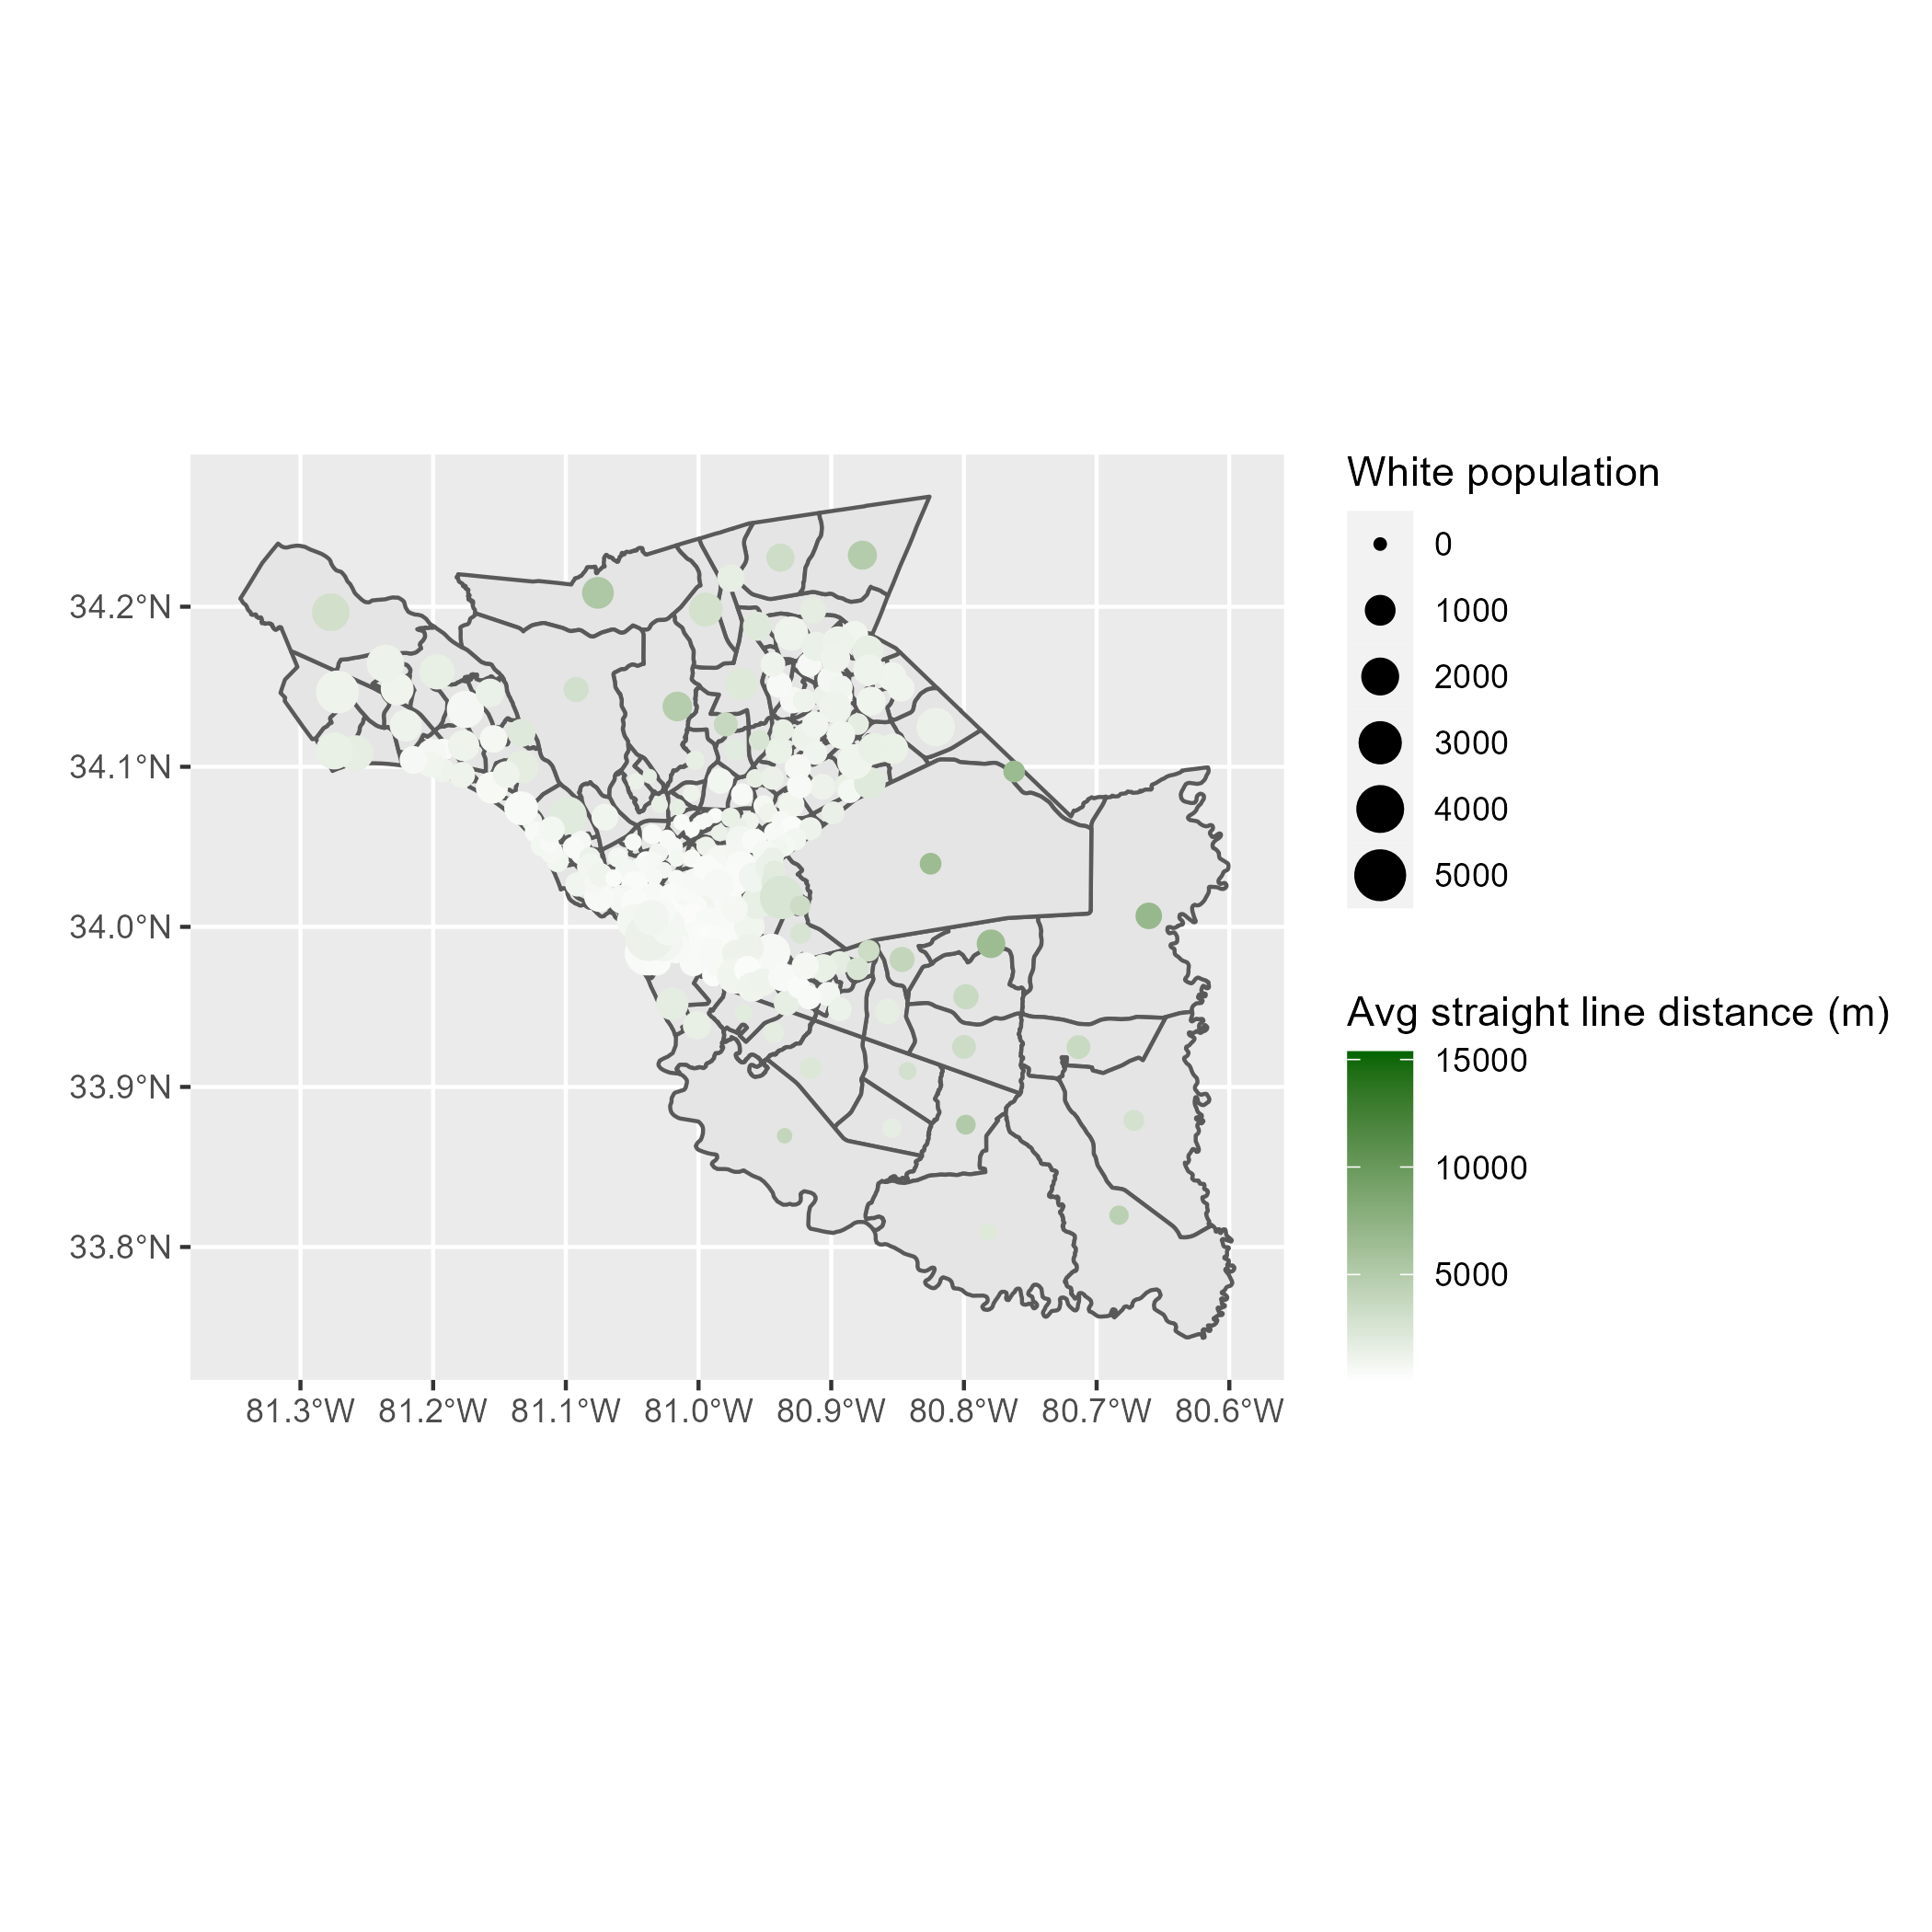 34.2°N
34.1°N
34.0°N
33.9°N
33.8°N
81.3°W 81.2°W 81.1°W 81.0°W 80.9°W 80.8°W 80.7°W 80.6°W
White population
0
1000
2000
3000
4000
5000
Avg straight line distance (m)
15000
10000
5000